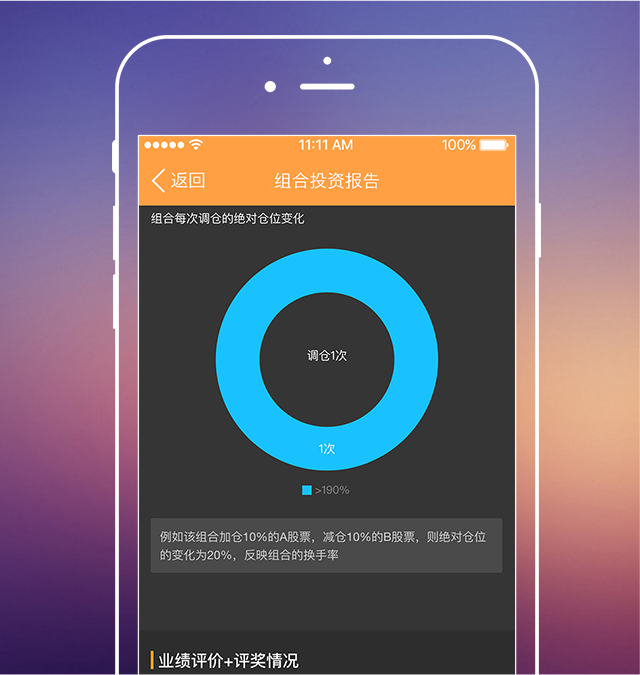 11:11 AM
100%
返回
组合投资报告
组合每次调仓的绝对仓位变化
调仓1次
1次
>190%
例如该组合加仓10%的A股票，减仓10%的B股票，则绝对仓位
的变化为20%，反映组合的换手率
业绩评价+评奖情况